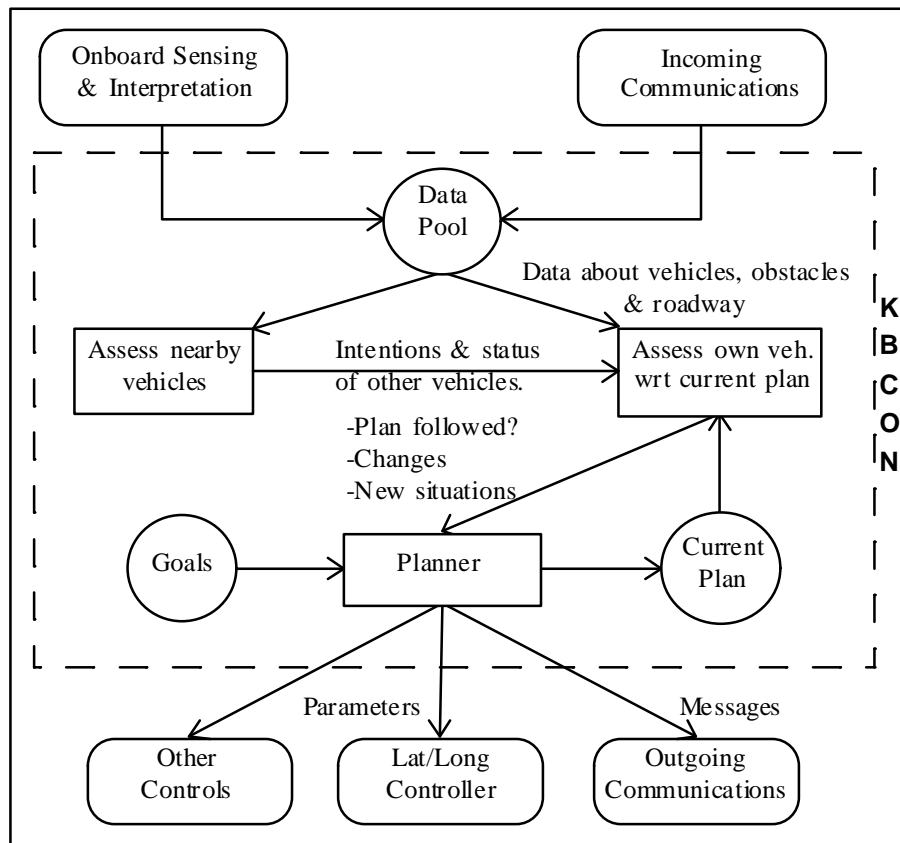 Onboard Sensing
& Interpretation
Incoming
Communications
Data
Pool
Data about vehicles, obstacles
& roadway
Assess nearby
vehicles
Intentions & status
of other vehicles.
Assess own veh.
wrt current plan
-Plan followed?
-Changes
-New situations
Goals
Planner
Current
Plan
K
B
C
O
N
Parameters
Messages
Other
Controls
Lat/Long
Controller
Outgoing
Communications